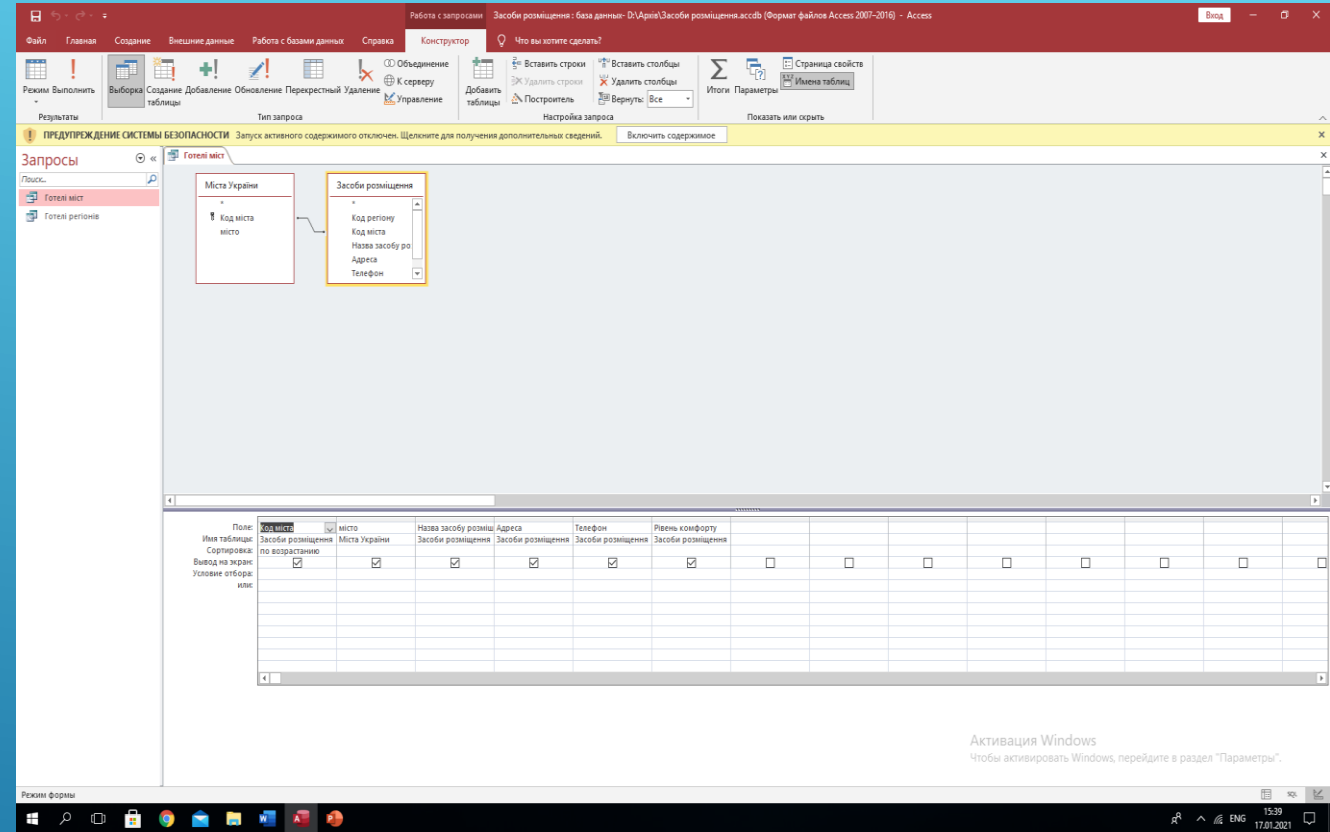 Работа с запросами Засоби розміщення : база данных- D:\Архів\Засоби розміщення.accdb (Формат файлов Access 2007–2016) - Access Вход
Файл Главная Создание Внешние данные Работа с базами данных Справка Конструктор Что вы хотите сделать?
Режим Выполнить Выборка Создание таблицы Добавление Обновление Перекрестный Удаление
Объединение
К серверу
Управление
Добавить таблицы
Вставить строки
Удалить строки
Построитель
Вставить столбцы
Удалить столбцы
Вернуть: Все
Итоги Параметры
Страница свойств
Имена таблиц
Результаты Тип запроса Настройка запроса Показать или скрыть
ПРЕДУПРЕЖДЕНИЕ СИСТЕМЫ БЕЗОПАСНОСТИ Запуск активного содержимого отключен. Щелкните для получения дополнительных сведений. Включить содержимое
Запросы
Поиск...
Готелі міст
Готелі регіонів
Готелі міст
Міста України
*
Код міста
місто
Засоби розміщення
*
Код регіону
Код міста
Назва засобу ро
Адреса
Телефон
Поле: Код міста місто Назва засобу розміш Адреса Телефон Рівень комфорту
Имя таблицы: Засоби розміщення Міста України Засоби розміщення Засоби розміщення Засоби розміщення Засоби розміщення
Сортировка: по возрастанию
Вывод на экран:
Условие отбора:
или:
Активация Windows
Чтобы активировать Windows, перейдите в раздел "Параметры".
Режим формы
ENG 15:39
17.01.2021